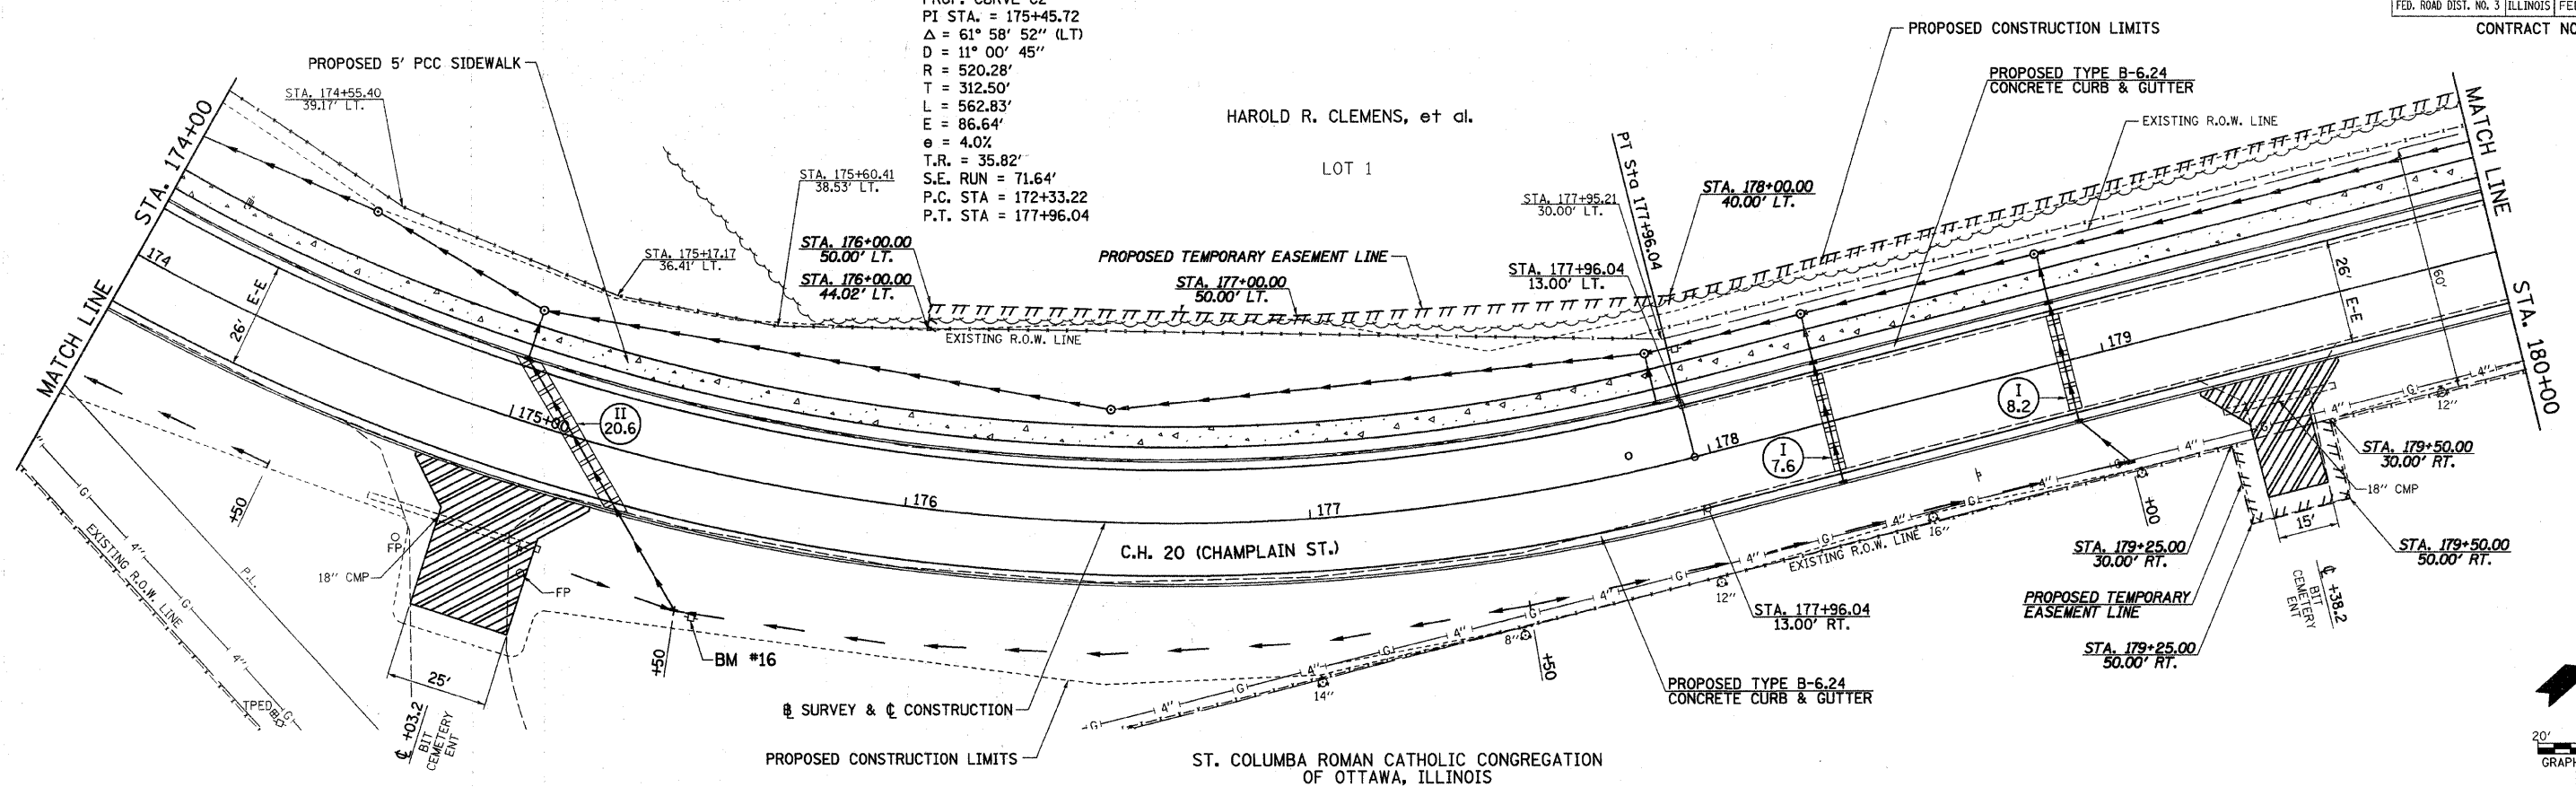 PROP. CURVE C2
PI STA. = 175+45.72
Δ = 61° 58' 52" (LT)
D = 11° 00' 45"
R = 520.28'
T = 312.50'
L = 562.83'
E = 86.64'
e = 4.0%
T.R. = 35.82'
S.E. RUN = 71.64'
P.C. STA = 172+33.22
P.T. STA = 177+96.04
FED. ROAD DIST. NO. 3 ILLINOIS
CONTRACT NO
PROPOSED CONSTRUCTION LIMITS
PROPOSED 5' PCC SIDEWALK
STA. 174+55.40
39.17' LT.
PROPOSED TYPE B-6.24
CONCRETE CURB & GUTTER
EXISTING R.O.W. LINE
HAROLD R. CLEMENS, et al.
LOT 1
MATCH LINE STA. 174+00
MATCH LINE STA. 180+00
STA. 175+60.41
38.53' LT.
STA. 175+17.17
36.41' LT.
STA. 176+00.00
50.00' LT.
STA. 176+00.00
44.02' LT.
PROPOSED TEMPORARY EASEMENT LINE
STA. 177+00.00
50.00' LT.
EXISTING R.O.W. LINE
STA. 177+95.21
30.00' LT.
PT Sta 177+96.04
STA. 178+00.00
40.00' LT.
STA. 177+96.04
13.00' LT.
174
26' E-E
175+00
II
20.6
176
177
178
179
I
7.6
I
8.2
26' E-E
60'
C.H. 20 (CHAMPLAIN ST.)
+50
EXISTING R.O.W. LINE
G
4"
G
4"
G
P.L.
TPED
FP
18" CMP
FP
25'
℄ +03.2
BIT
CEMETERY
ENT
+50
BM #16
℄ SURVEY & ℄ CONSTRUCTION
PROPOSED CONSTRUCTION LIMITS
G
4"
G
4"
14"
G
4"
G
8"
+50
4"
G
4"
12"
EXISTING R.O.W. LINE
16"
STA. 177+96.04
13.00' RT.
PROPOSED TYPE B-6.24
CONCRETE CURB & GUTTER
+00
STA. 179+25.00
30.00' RT.
PROPOSED TEMPORARY
EASEMENT LINE
STA. 179+25.00
50.00' RT.
12"
STA. 179+50.00
30.00' RT.
18" CMP
15'
STA. 179+50.00
50.00' RT.
℄ +38.2
BIT
CEMETERY
ENT
ST. COLUMBA ROMAN CATHOLIC CONGREGATION
OF OTTAWA, ILLINOIS
20'
GRAPH